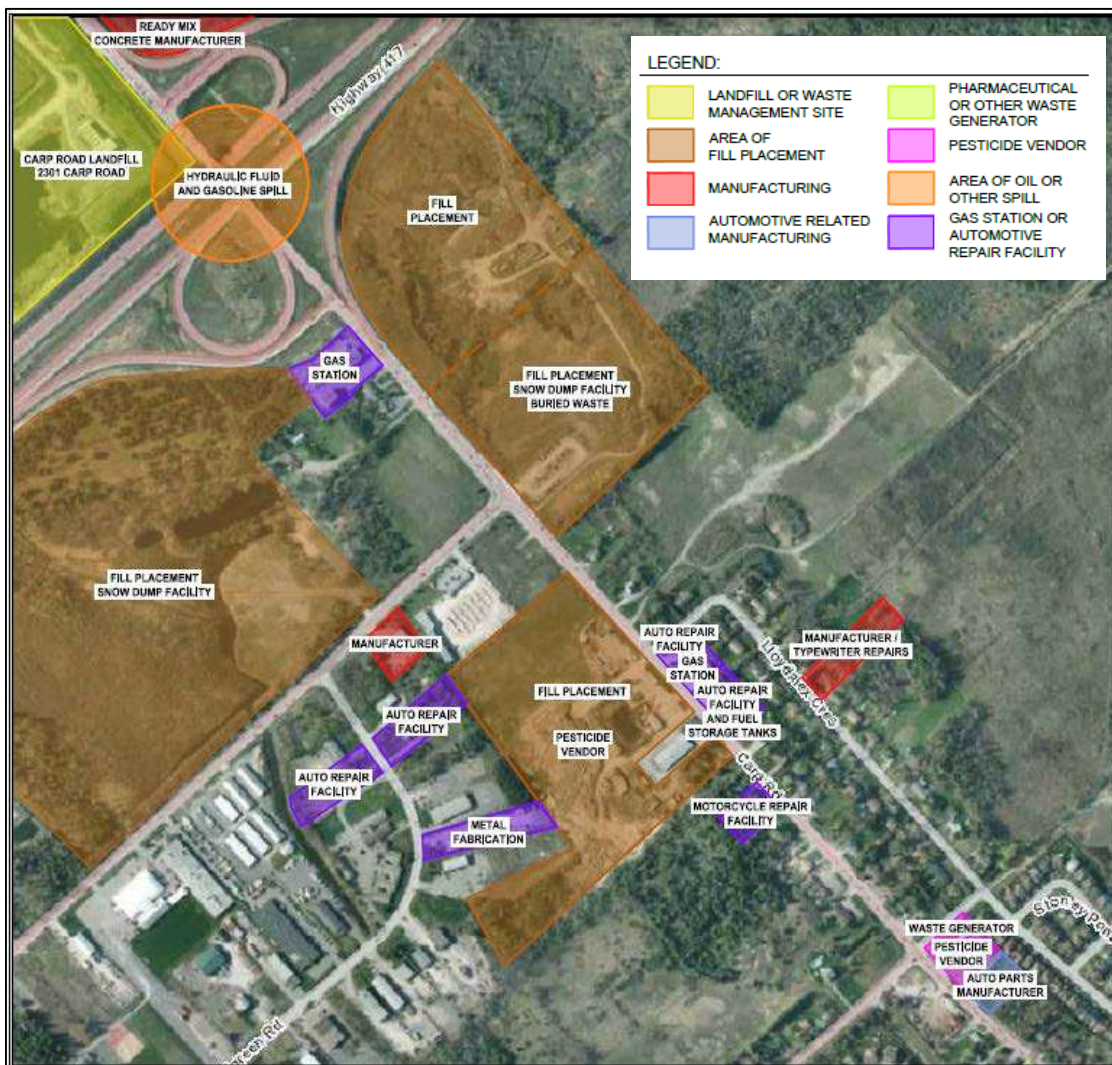 READY MIX
CONCRETE MANUFACTURER
Highway 417
LEGEND:
LANDFILL OR WASTE
MANAGEMENT SITE
PHARMACEUTICAL
OR OTHER WASTE
GENERATOR
AREA OF
FILL PLACEMENT
PESTICIDE VENDOR
MANUFACTURING
AREA OF OIL OR
OTHER SPILL
AUTOMOTIVE RELATED
MANUFACTURING
GAS STATION OR
AUTOMOTIVE
REPAIR FACILITY
CARP ROAD LANDFILL
2301 CARP ROAD
HYDRAULIC FLUID
AND GASOLINE SPILL
FILL
PLACEMENT
GAS
STATION
FILL PLACEMENT
SNOW DUMP FACILITY
BURIED WASTE
FILL PLACEMENT
SNOW DUMP FACILITY
MANUFACTURER
AUTO REPAIR
FACILITY
GAS
STATION
AUTO REPAIR
FACILITY
AND FUEL
STORAGE TANKS
MANUFACTURER /
TYPEWRITER REPAIRS
Lloydalex Cres
FILL PLACEMENT
PESTICIDE
VENDOR
AUTO REPAIR
FACILITY
AUTO REPAIR
FACILITY
Carp Rd
METAL
FABRICATION
MOTORCYCLE REPAIR
FACILITY
WASTE GENERATOR
PESTICIDE
VENDOR
AUTO PARTS
MANUFACTURER